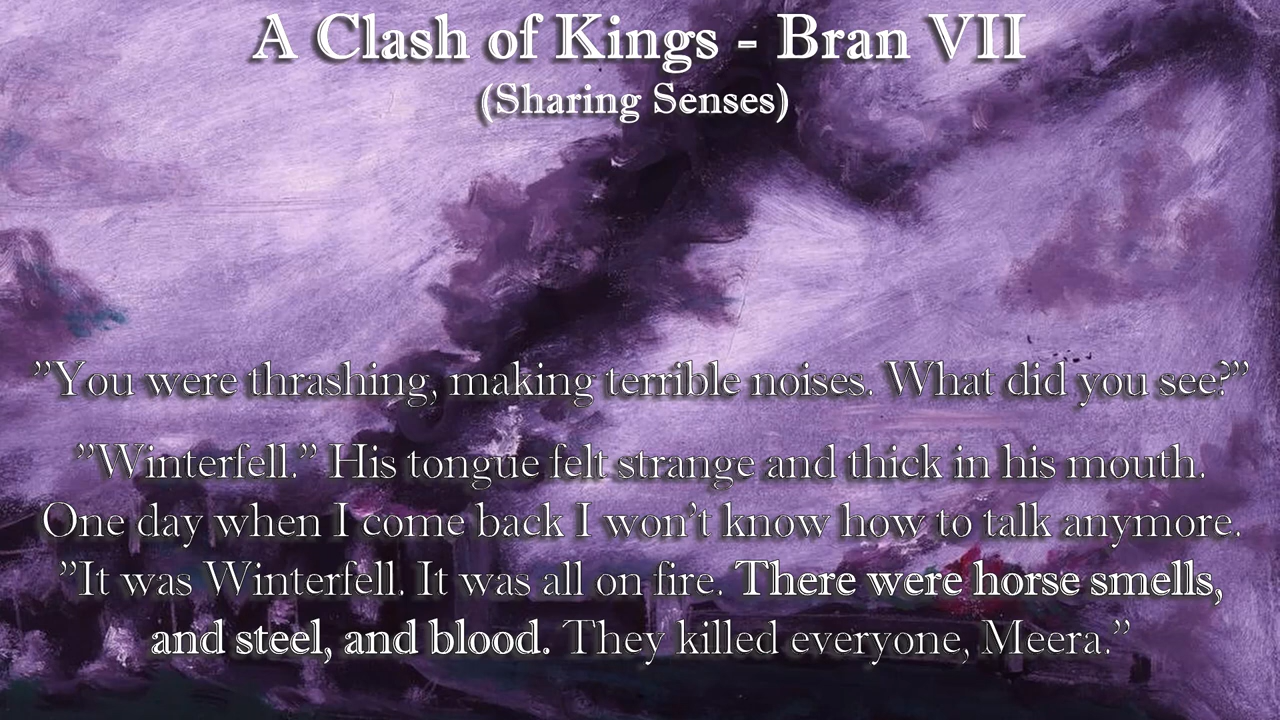 A Clash of Kings - Bran VII
(Sharing Senses)
”You were thrashing, making terrible noises. What did you see?”
”Winterfell.” His tongue felt strange and thick in his mouth.
One day when I come back I won’t know how to talk anymore.
”It was Winterfell. It was all on fire. There were horse smells,
and steel, and blood. They killed everyone, Meera.”